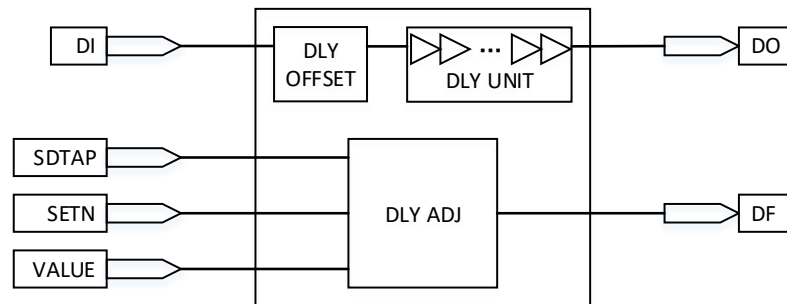 DI
DLY
OFFSET
...
DLY UNIT
DO
SDTAP
SETN
VALUE
DLY ADJ
DF